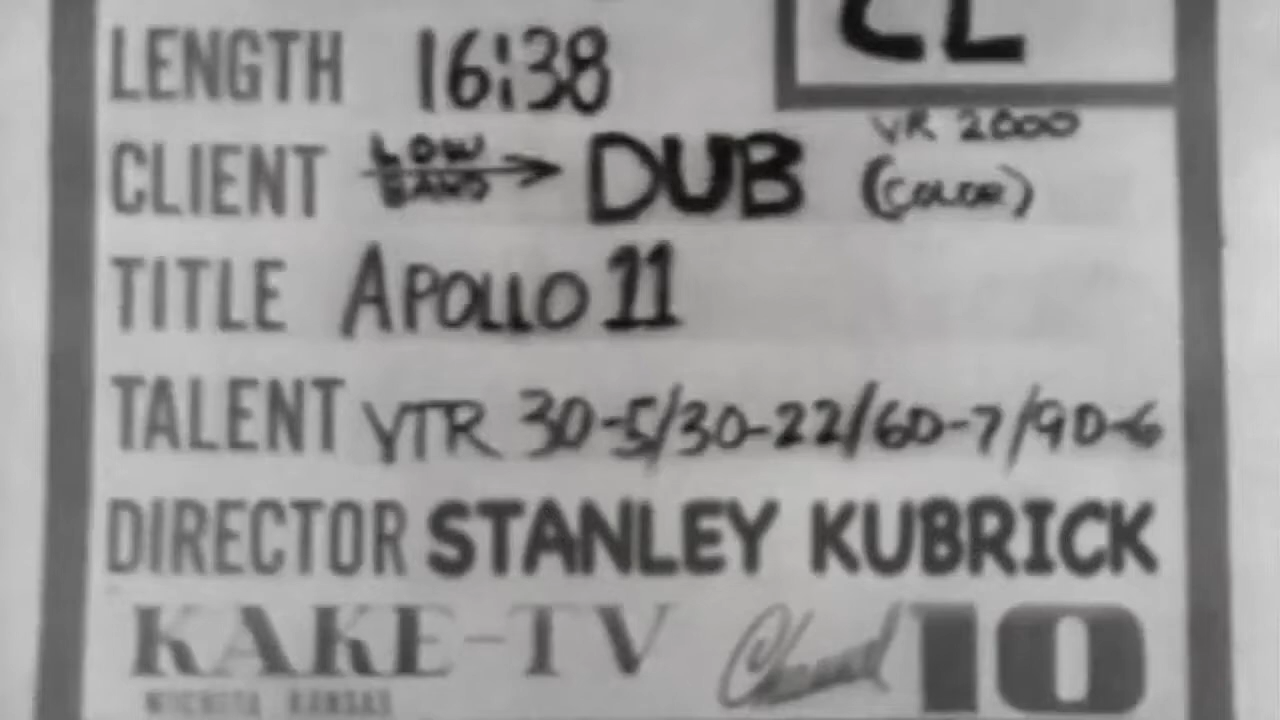 CL
LENGTH 16:38
VR 2000
CLIENT LOW BAND → DUB (COLOR)
TITLE APOLLO 11
TALENT VTR 30-5/30-22/60-7/90-6
DIRECTOR STANLEY KUBRICK
KAKE-TV Channel 10
WICHITA KANSAS